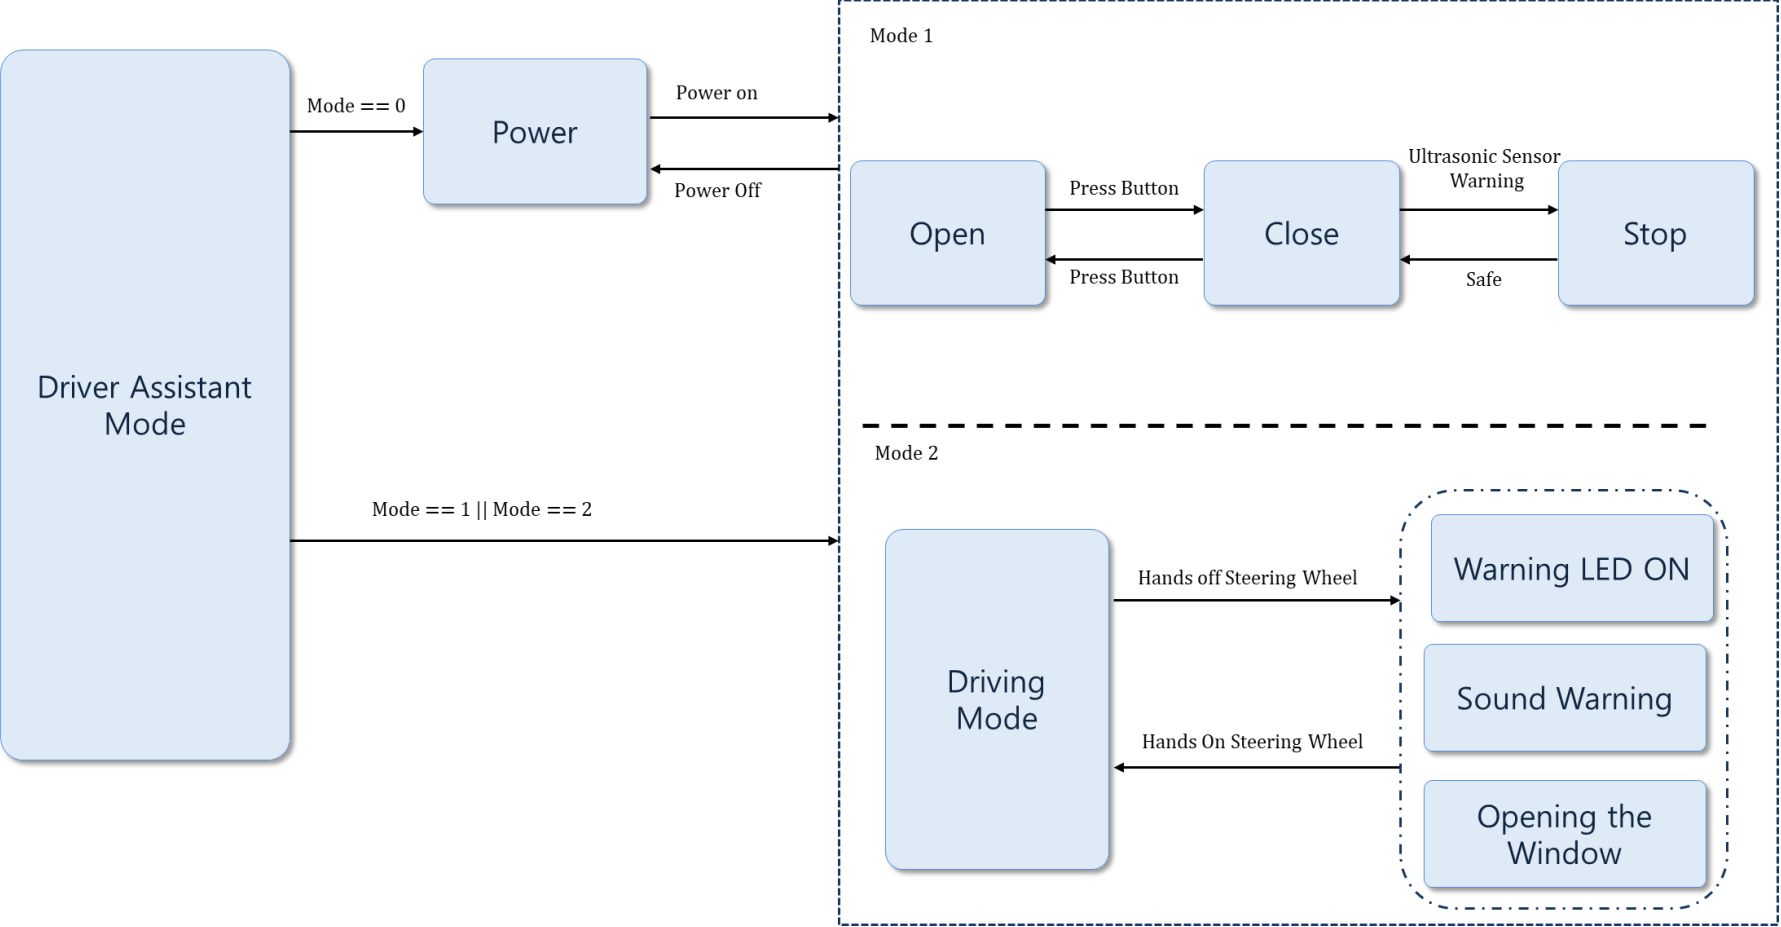 Mode 1
Mode == 0
Power
Power on
Power Off
Driver Assistant
Mode
Mode == 1 || Mode == 2
Open
Press Button
Press Button
Close
Ultrasonic Sensor
Warning
Safe
Stop
Mode 2
Driving
Mode
Hands off Steering Wheel
Hands On Steering Wheel
Warning LED ON
Sound Warning
Opening the
Window